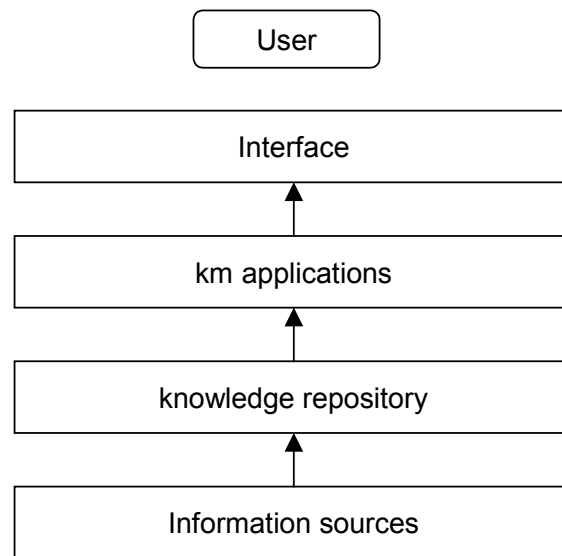 User
Interface
km applications
knowledge repository
Information sources